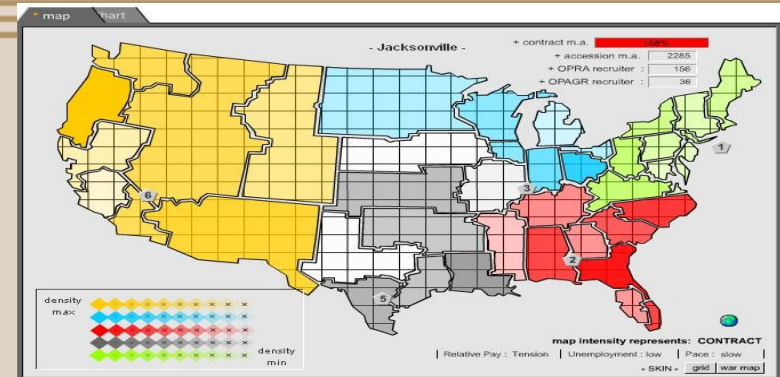 map
chart
- Jacksonville -
+ contract m.a.
+ accession m.a. 2285
+ OPRA recruiter : 156
+ OPAGR recruiter : 36
1
6
3
2
5
density
max
density
min
map intensity represents: CONTRACT
Relative Pay : Tension | Unemployment : low | Pace : slow
- SKIN - grid war map